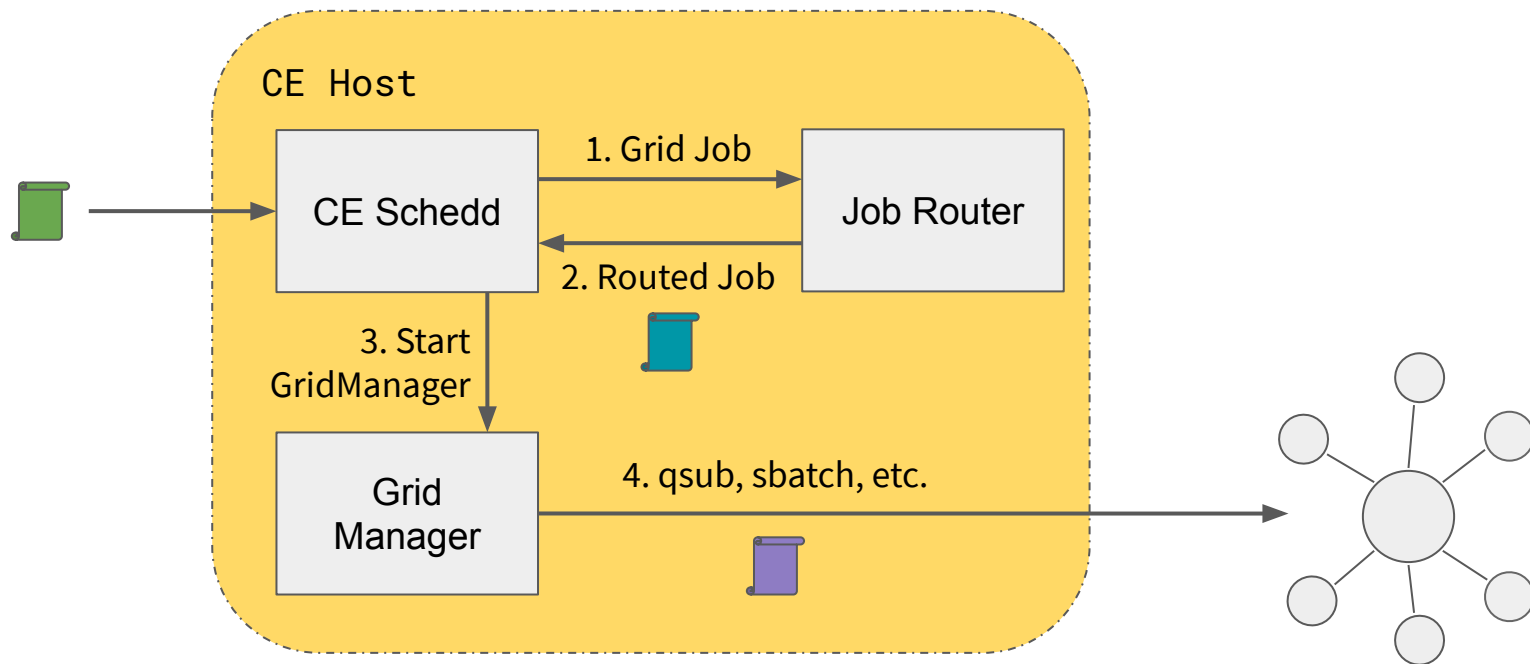 CE Host
1. Grid Job
CE Schedd
Job Router
2. Routed Job
3. Start
GridManager
4. qsub, sbatch, etc.
Grid
Manager